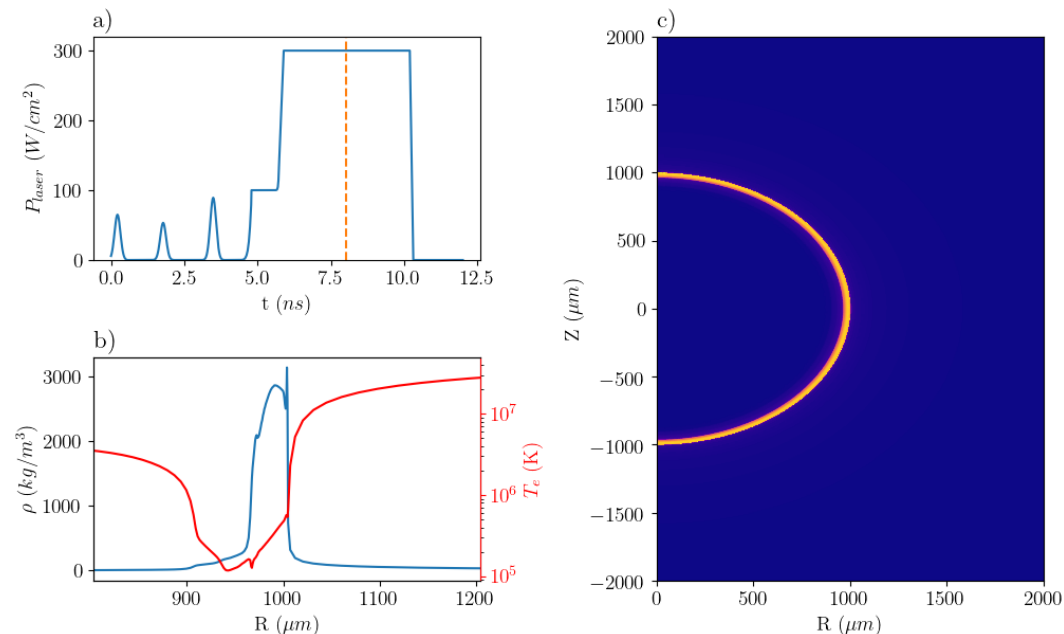 a)
300
200
100
0
P_laser (W/cm²)
0.0 2.5 5.0 7.5 10.0 12.5
t (ns)
b)
3000
2000
1000
0
ρ (kg/m³)
10⁷
10⁶
10⁵
T_e (K)
900 1000 1100 1200
R (μm)
c)
2000
1500
1000
500
0
−500
−1000
−1500
−2000
Z (μm)
0 500 1000 1500 2000
R (μm)